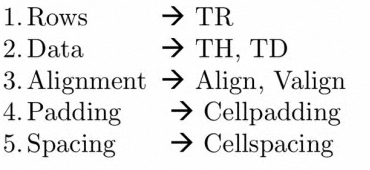 1. Rows → TR
2. Data → TH, TD
3. Alignment → Align, Valign
4. Padding → Cellpadding
5. Spacing → Cellspacing